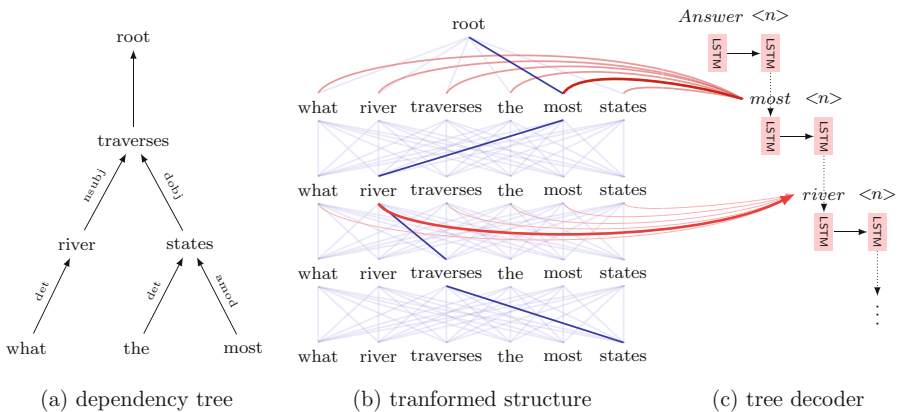 root
traverses
nsubj
dobj
river
states
det
det
amod
what
the
most
(a) dependency tree
root
what river traverses the most states
what river traverses the most states
what river traverses the most states
what river traverses the most states
(b) tranformed structure
Answer <n>
LSTM LSTM
most <n>
LSTM LSTM
river <n>
LSTM LSTM
...
(c) tree decoder